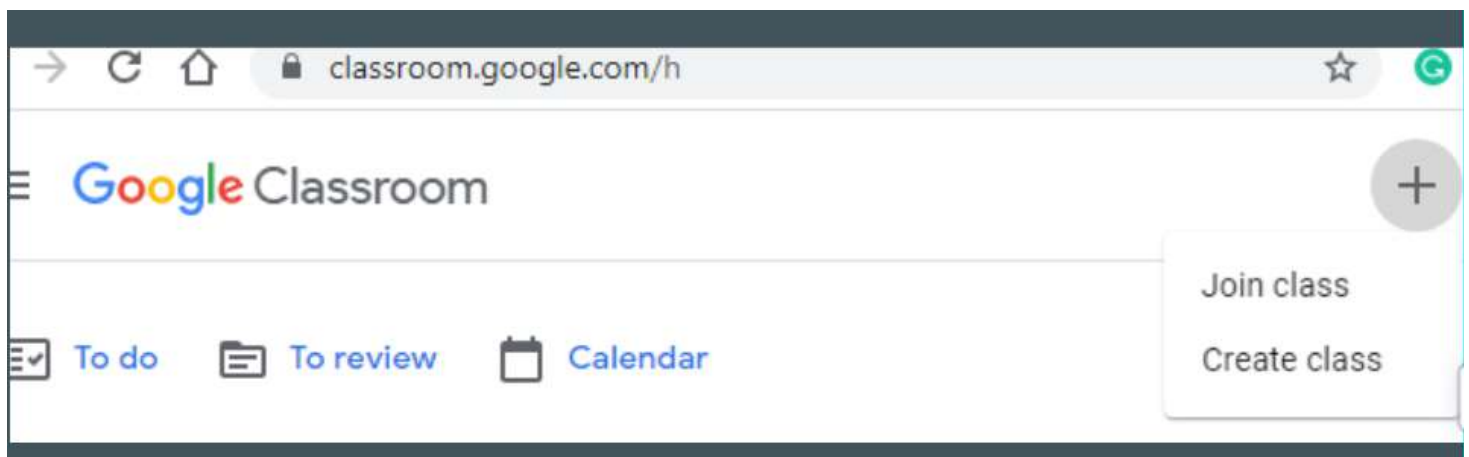 classroom.google.com/h
G
Google Classroom
+
Join class
To do To review Calendar
Create class